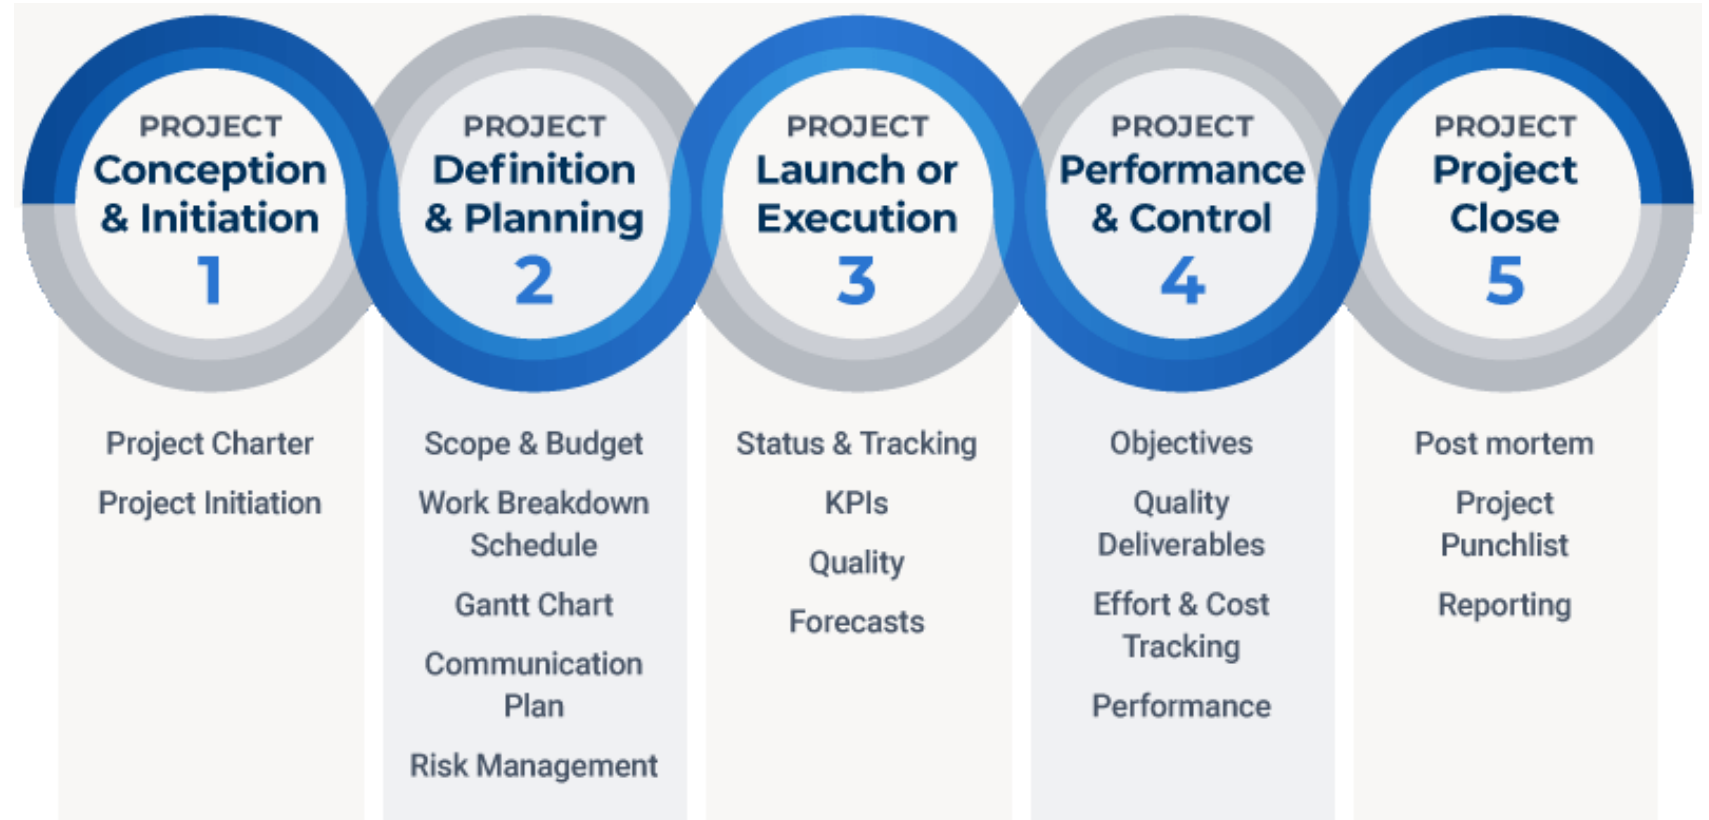 PROJECT
Conception
& Initiation
1
Project Charter
Project Initiation
PROJECT
Definition
& Planning
2
Scope & Budget
Work Breakdown
Schedule
Gantt Chart
Communication
Plan
Risk Management
PROJECT
Launch or
Execution
3
Status & Tracking
KPIs
Quality
Forecasts
PROJECT
Performance
& Control
4
Objectives
Quality
Deliverables
Effort & Cost
Tracking
Performance
PROJECT
Project
Close
5
Post mortem
Project
Punchlist
Reporting